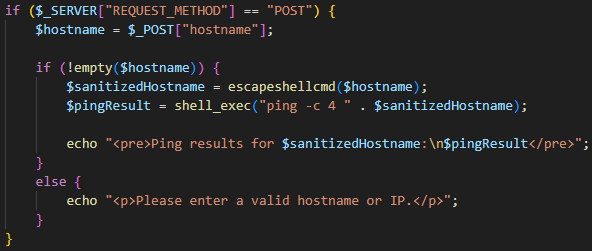 if ($_SERVER["REQUEST_METHOD"] == "POST") {
    $hostname = $_POST["hostname"];

    if (!empty($hostname)) {
        $sanitizedHostname = escapeshellcmd($hostname);
        $pingResult = shell_exec("ping -c 4 " . $sanitizedHostname);

        echo "<pre>Ping results for $sanitizedHostname:\n$pingResult</pre>";
    }
    else {
        echo "<p>Please enter a valid hostname or IP.</p>";
    }
}